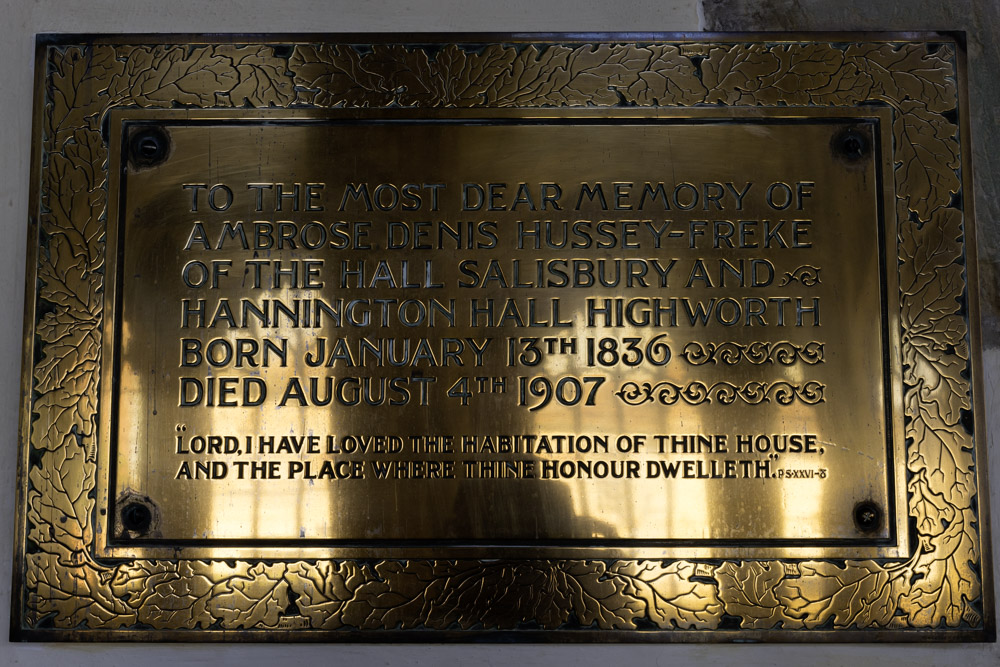 TO THE MOST DEAR MEMORY OF
AMBROSE DENIS HUSSEY-FREKE
OF THE HALL SALISBURY AND
HANNINGTON HALL HIGHWORTH
BORN JANUARY 13TH 1836
DIED AUGUST 4TH 1907
"LORD, I HAVE LOVED THE HABITATION OF THINE HOUSE,
AND THE PLACE WHERE THINE HONOUR DWELLETH." PS·XXVI-8